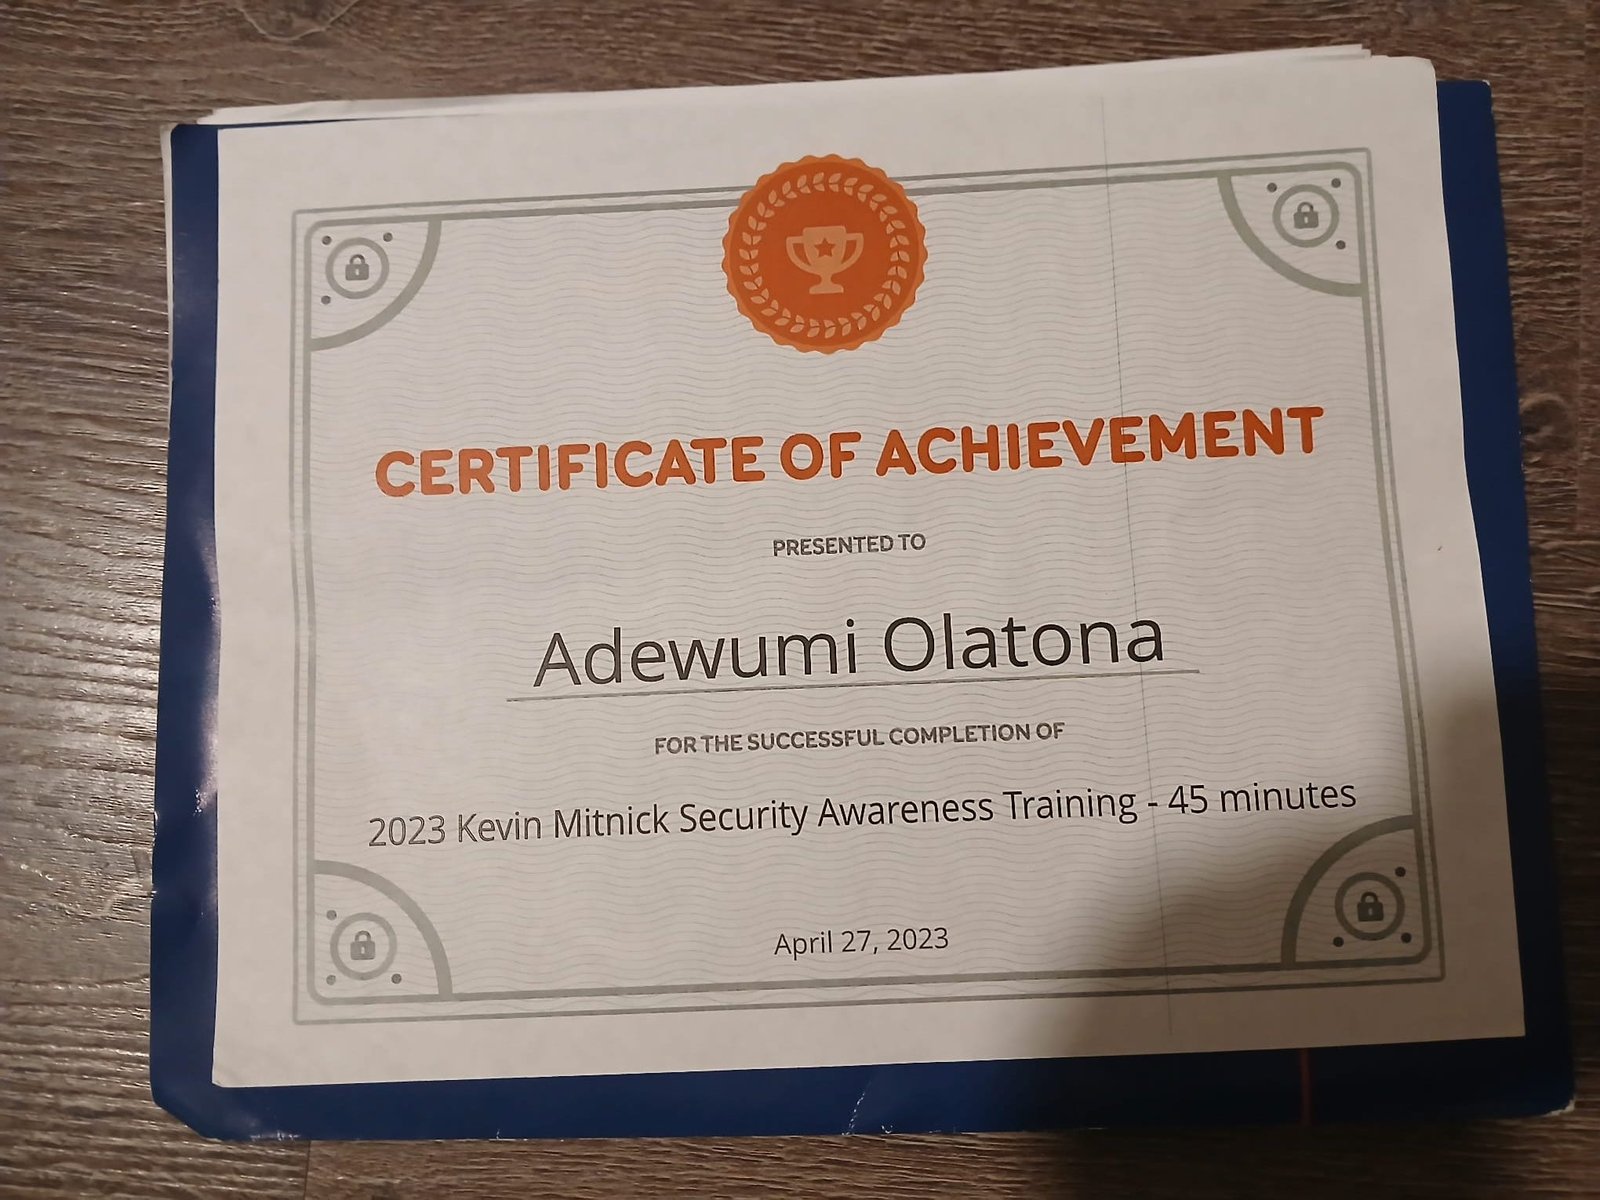 CERTIFICATE OF ACHIEVEMENT
PRESENTED TO
Adewumi Olatona
FOR THE SUCCESSFUL COMPLETION OF
2023 Kevin Mitnick Security Awareness Training - 45 minutes
April 27, 2023